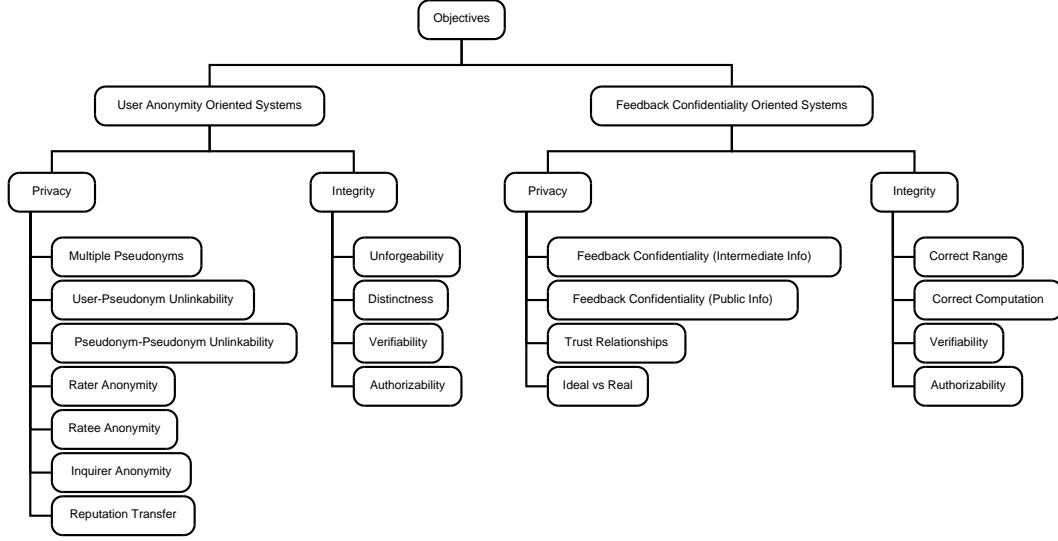 Objectives
User Anonymity Oriented Systems
Feedback Confidentiality Oriented Systems
Privacy
Integrity
Privacy
Integrity
Multiple Pseudonyms
User-Pseudonym Unlinkability
Pseudonym-Pseudonym Unlinkability
Rater Anonymity
Ratee Anonymity
Inquirer Anonymity
Reputation Transfer
Unforgeability
Distinctness
Verifiability
Authorizability
Feedback Confidentiality (Intermediate Info)
Feedback Confidentiality (Public Info)
Trust Relationships
Ideal vs Real
Correct Range
Correct Computation
Verifiability
Authorizability